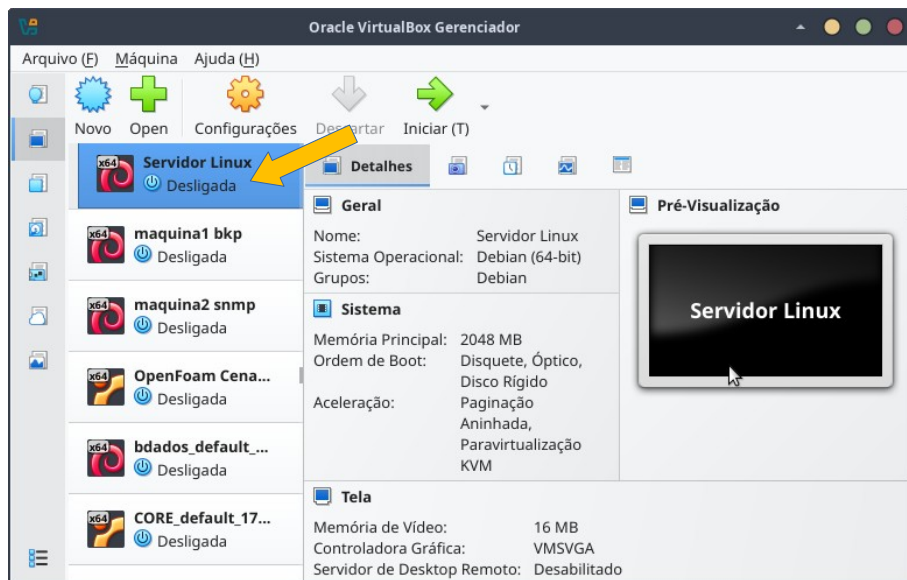 Oracle VirtualBox Gerenciador
Arquivo (F) Máquina Ajuda (H)
Novo Open Configurações Descartar Iniciar (T)
x64 Servidor Linux
Desligada
x64 maquina1 bkp
Desligada
x64 maquina2 snmp
Desligada
x64 OpenFoam Cena...
Desligada
x64 bdados_default_...
Desligada
x64 CORE_default_17...
Desligada
Detalhes
Geral
Nome: Servidor Linux
Sistema Operacional: Debian (64-bit)
Grupos: Debian
Sistema
Memória Principal: 2048 MB
Ordem de Boot: Disquete, Óptico,
Disco Rígido
Aceleração: Paginação
Aninhada,
Paravirtualização
KVM
Tela
Memória de Vídeo: 16 MB
Controladora Gráfica: VMSVGA
Servidor de Desktop Remoto: Desabilitado
Pré-Visualização
Servidor Linux